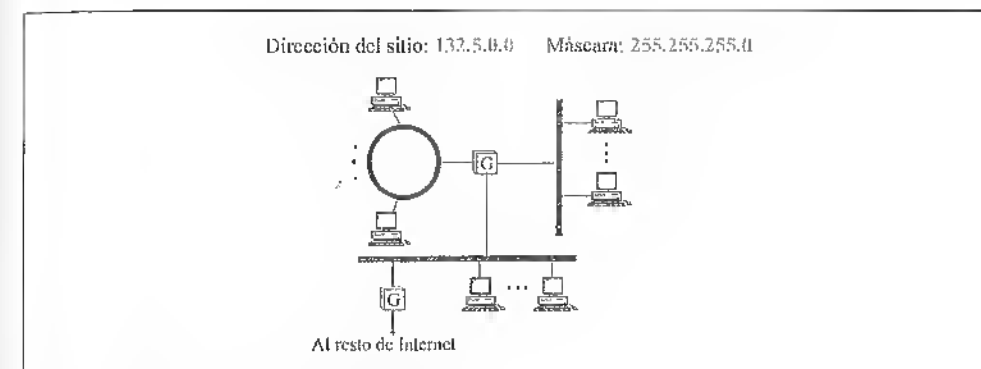 Dirección del sitio: 132.5.0.0 Máscara: 255.255.255.0
G
G
Al resto de Internet